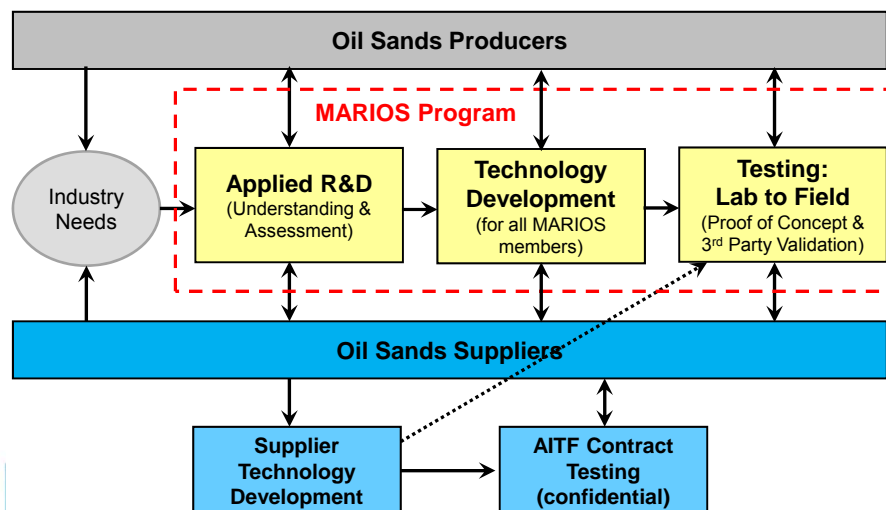 Oil Sands Producers
MARIOS Program
Industry
Needs
Applied R&D
(Understanding &
Assessment)
Technology
Development
(for all MARIOS
members)
Testing:
Lab to Field
(Proof of Concept &
3rd Party Validation)
Oil Sands Suppliers
Supplier
Technology
Development
AITF Contract
Testing
(confidential)